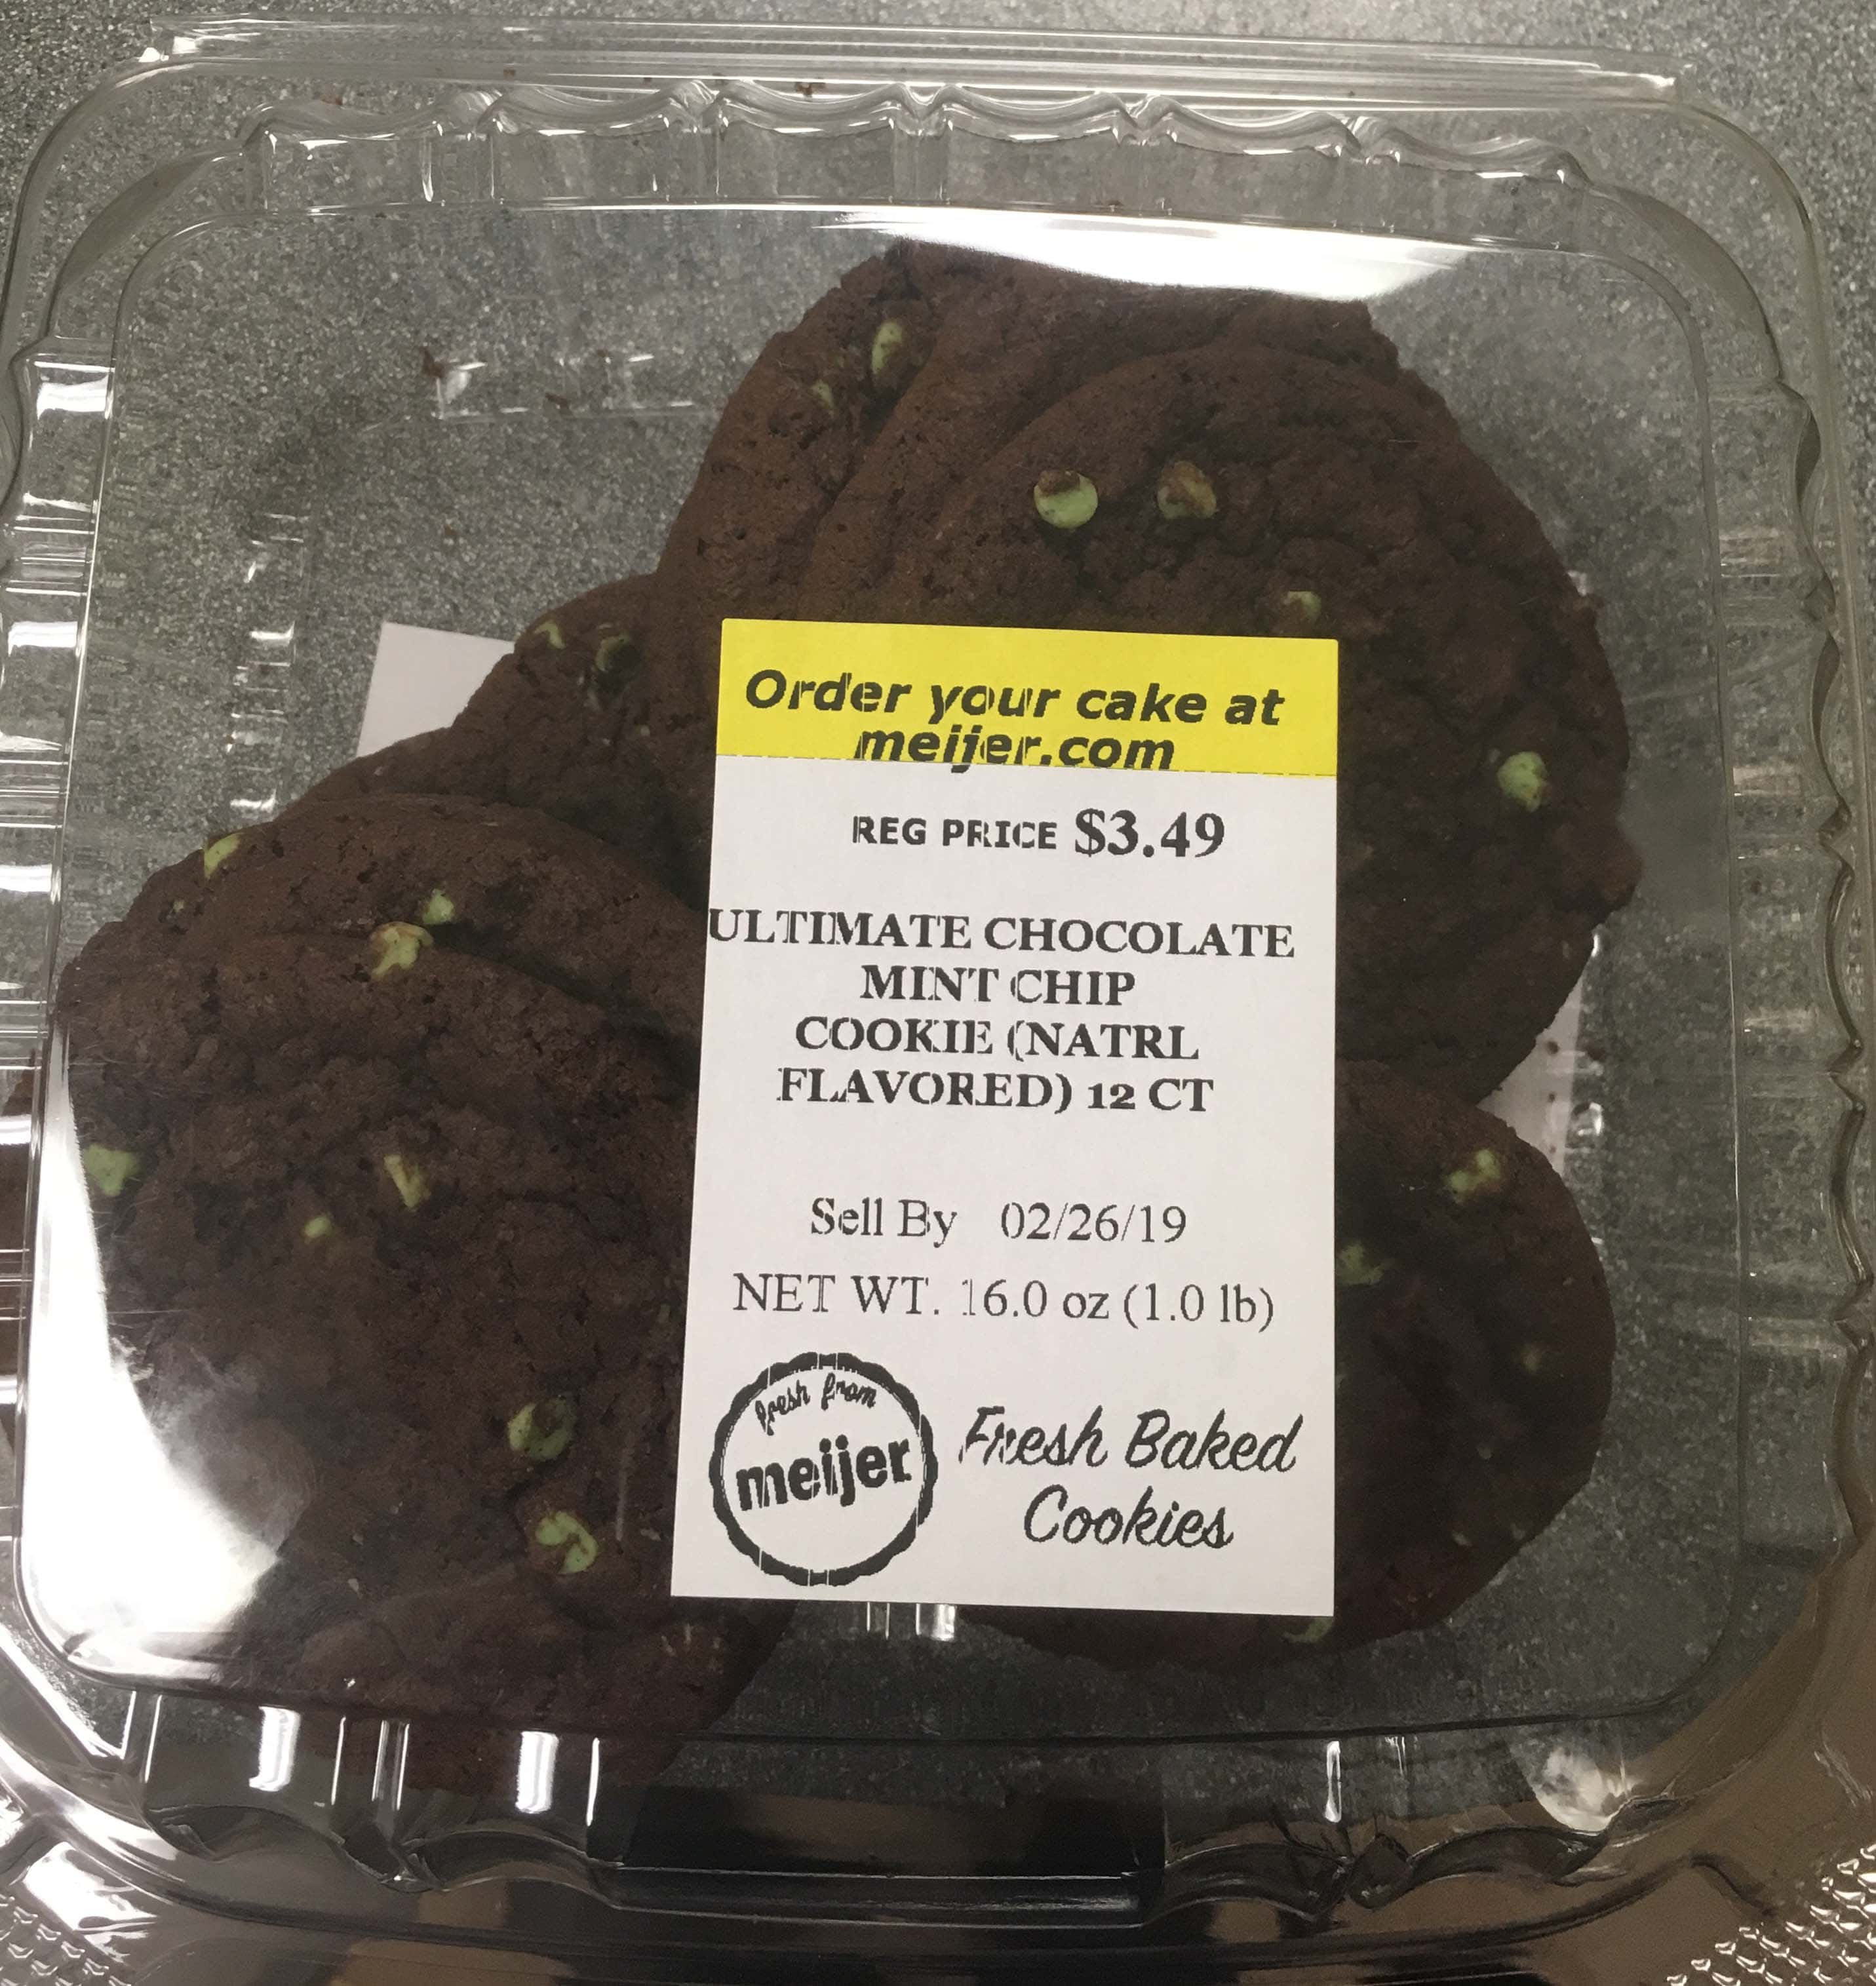 Order your cake at
meijer.com
REG PRICE $3.49
ULTIMATE CHOCOLATE
MINT CHIP
COOKIE (NATRL
FLAVORED) 12 CT
Sell By 02/26/19
NET WT. 16.0 oz (1.0 lb)
fresh from
meijer
Fresh Baked
Cookies